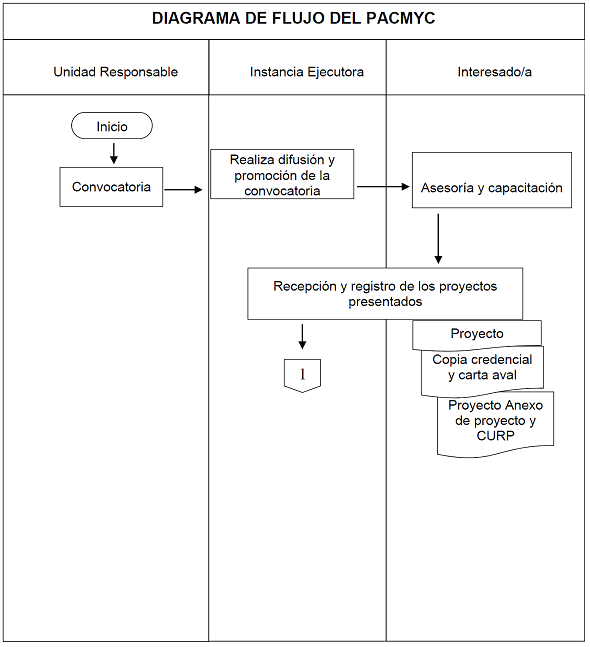 DIAGRAMA DE FLUJO DEL PACMYC
Unidad Responsable
Instancia Ejecutora
Interesado/a
Inicio
Convocatoria
Realiza difusión y
promoción de la
convocatoria
Asesoría y capacitación
Recepción y registro de los proyectos
presentados
1
Proyecto
Copia credencial
y carta aval
Proyecto Anexo
de proyecto y
CURP